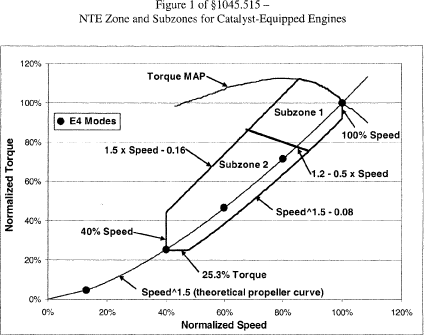 Figure 1 of §1045.515 –
NTE Zone and Subzones for Catalyst-Equipped Engines
120%
100%
80%
60%
40%
20%
0%
Normalized Torque
Torque MAP
Subzone 1
E4 Modes
100% Speed
1.5 x Speed - 0.16
Subzone 2
1.2 - 0.5 x Speed
Speed^1.5 - 0.08
40% Speed
25.3% Torque
Speed^1.5 (theoretical propeller curve)
0% 20% 40% 60% 80% 100% 120%
Normalized Speed